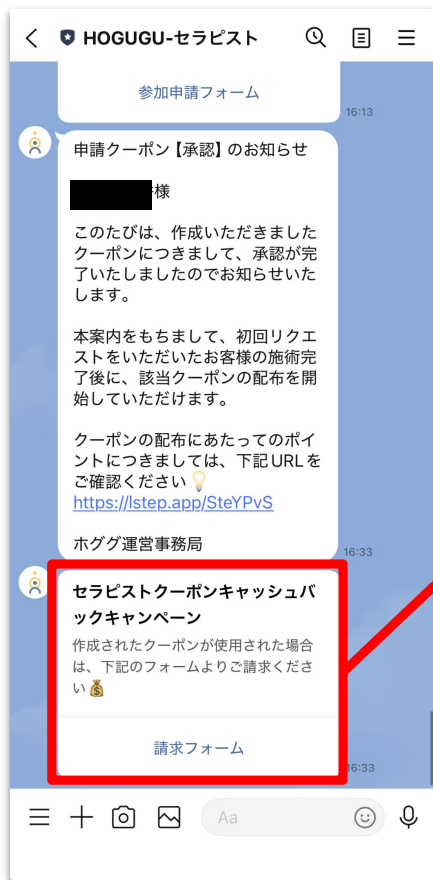 HOGUGU-セラピスト
参加申請フォーム
16:13
申請クーポン【承認】のお知らせ
様
このたびは、作成いただきました
クーポンにつきまして、承認が完
了いたしましたのでお知らせいた
します。
本案内をもちまして、初回リクエ
ストをいただいたお客様の施術完
了後に、該当クーポンの配布を開
始していただけます。
クーポンの配布にあたってのポイ
ントにつきましては、下記URLを
ご確認ください💡
https://lstep.app/SteYPvS
ホググ運営事務局
16:33
セラピストクーポンキャッシュバ
ックキャンペーン
作成されたクーポンが使用された場合
は、下記のフォームよりご請求くださ
い💰
請求フォーム
16:33
Aa